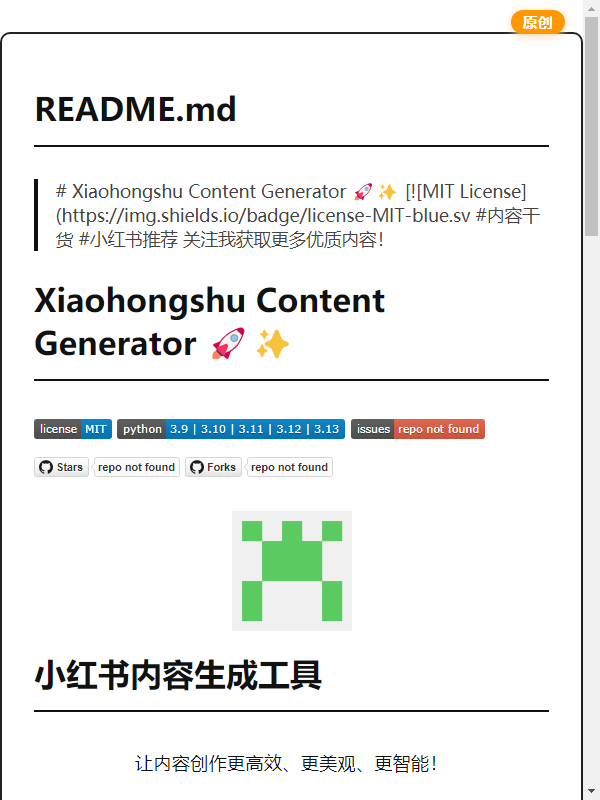 原创
README.md
# Xiaohongshu Content Generator 🚀✨ [![MIT License]
(https://img.shields.io/badge/license-MIT-blue.sv #内容干
货 #小红书推荐 关注我获取更多优质内容！
Xiaohongshu Content
Generator 🚀✨
license MIT python 3.9 | 3.10 | 3.11 | 3.12 | 3.13 issues repo not found
Stars repo not found Forks repo not found
小红书内容生成工具
让内容创作更高效、更美观、更智能！